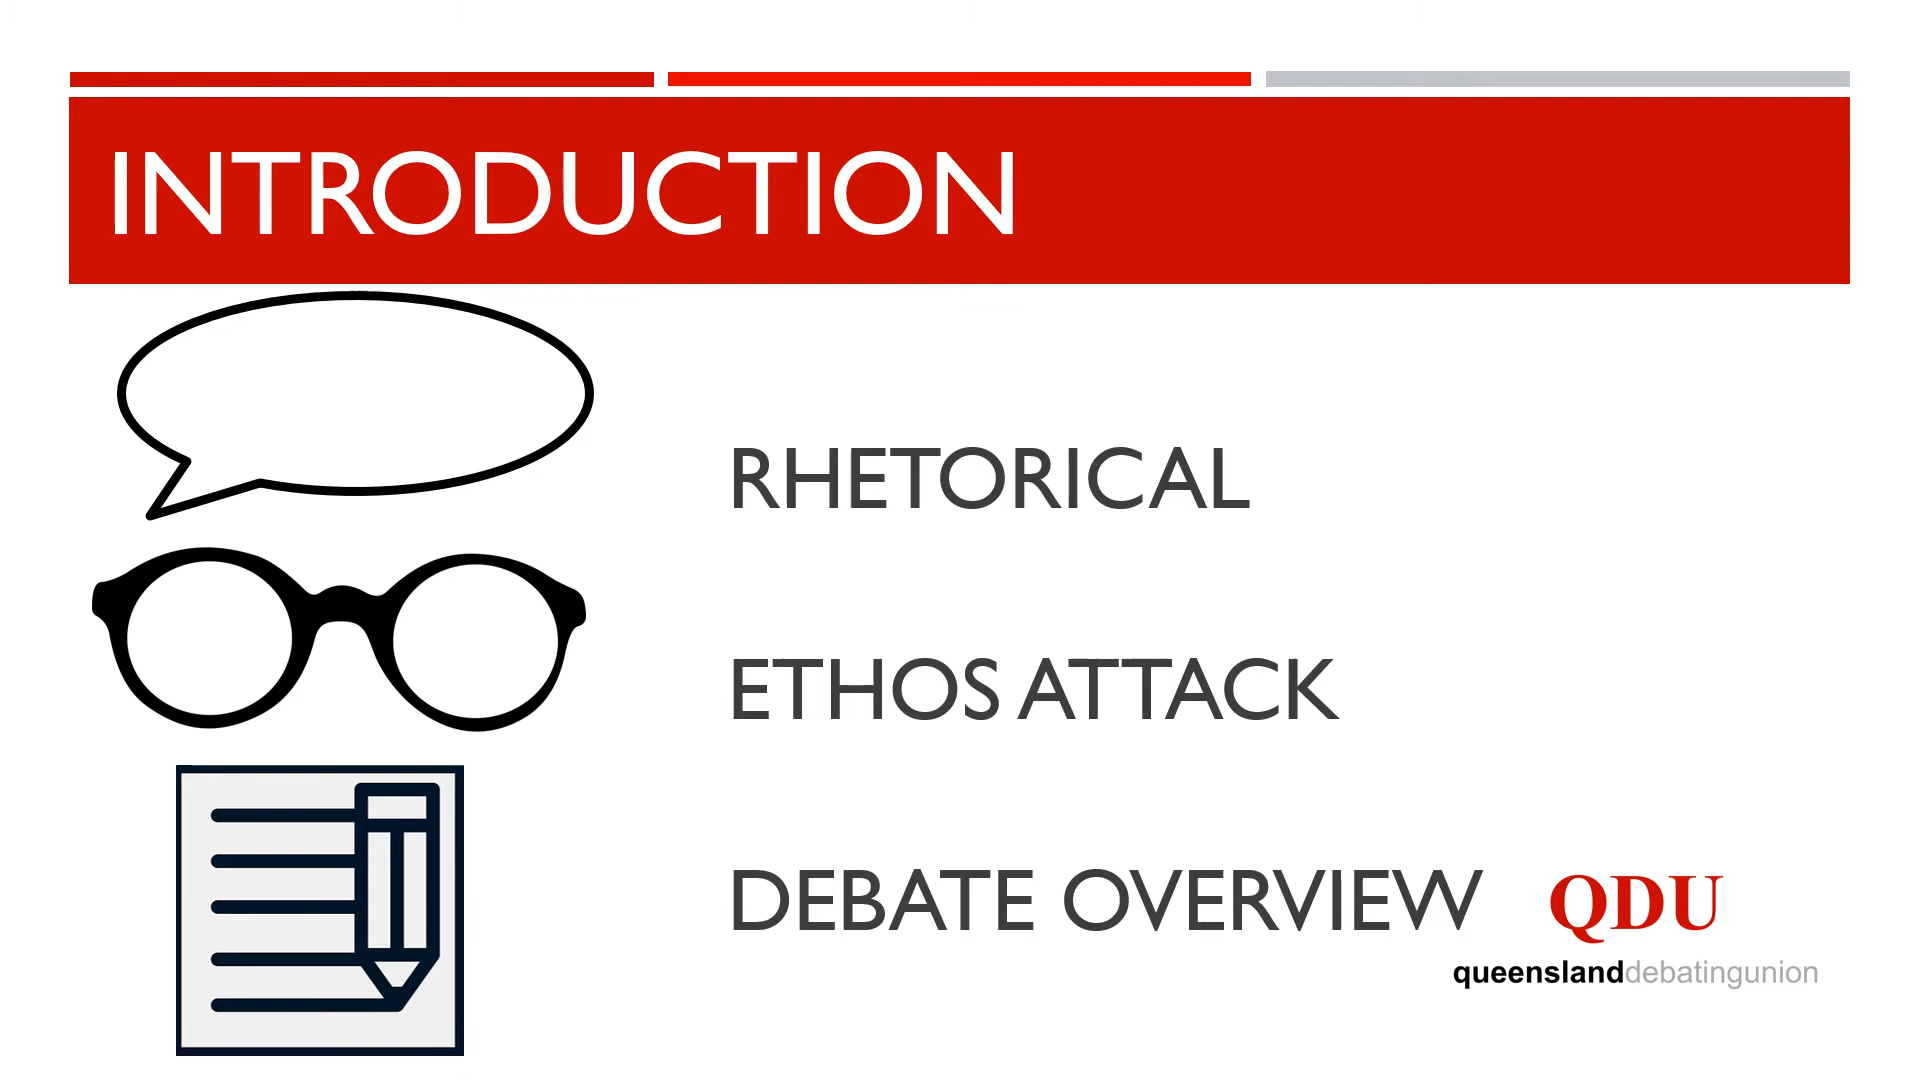 INTRODUCTION
RHETORICAL
ETHOS ATTACK
DEBATE OVERVIEW
QDU
queenslanddebatingunion